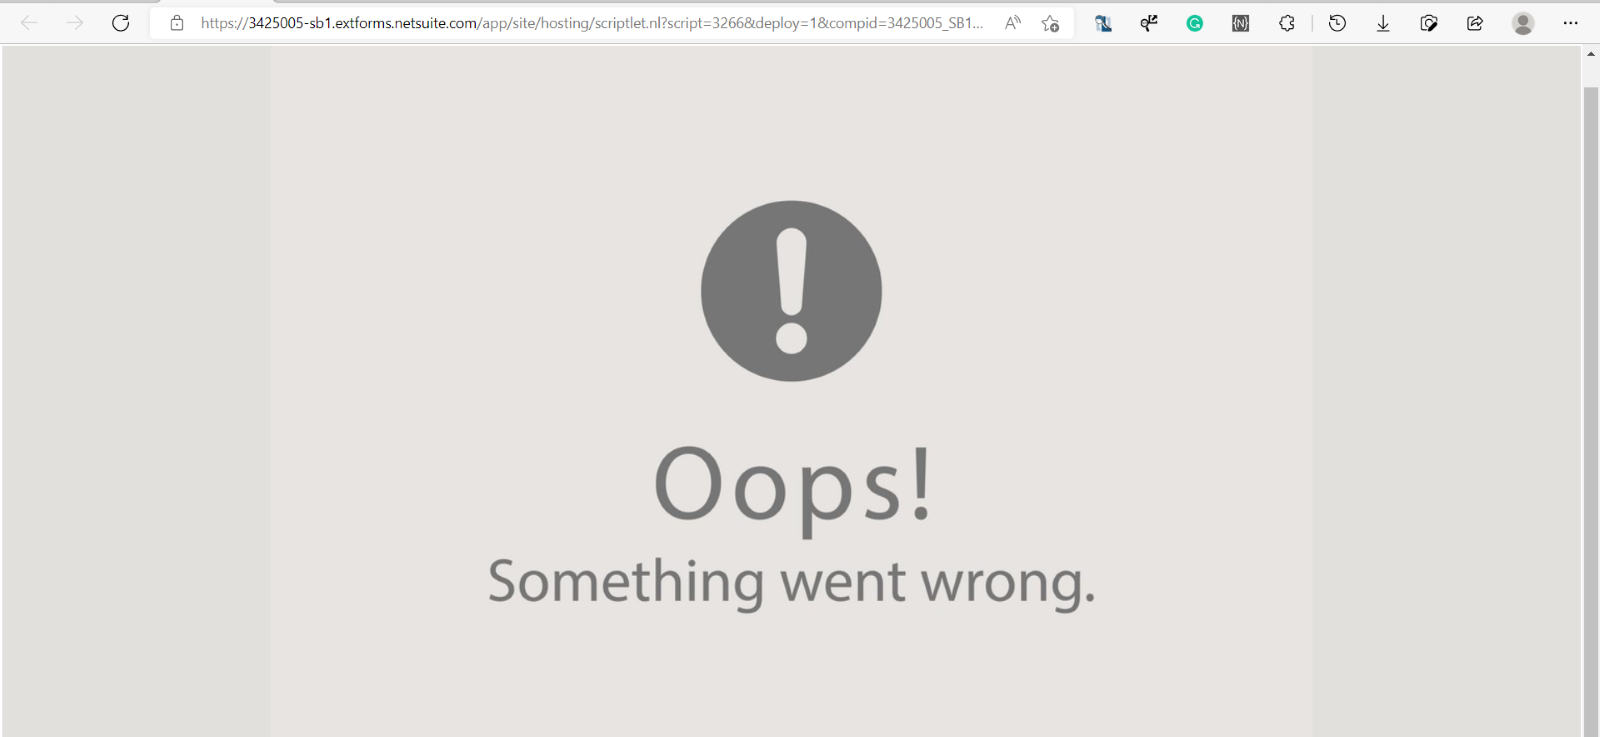 https://3425005-sb1.extforms.netsuite.com/app/site/hosting/scriptlet.nl?script=3266&deploy=1&compid=3425005_SB1...
Oops!
Something went wrong.